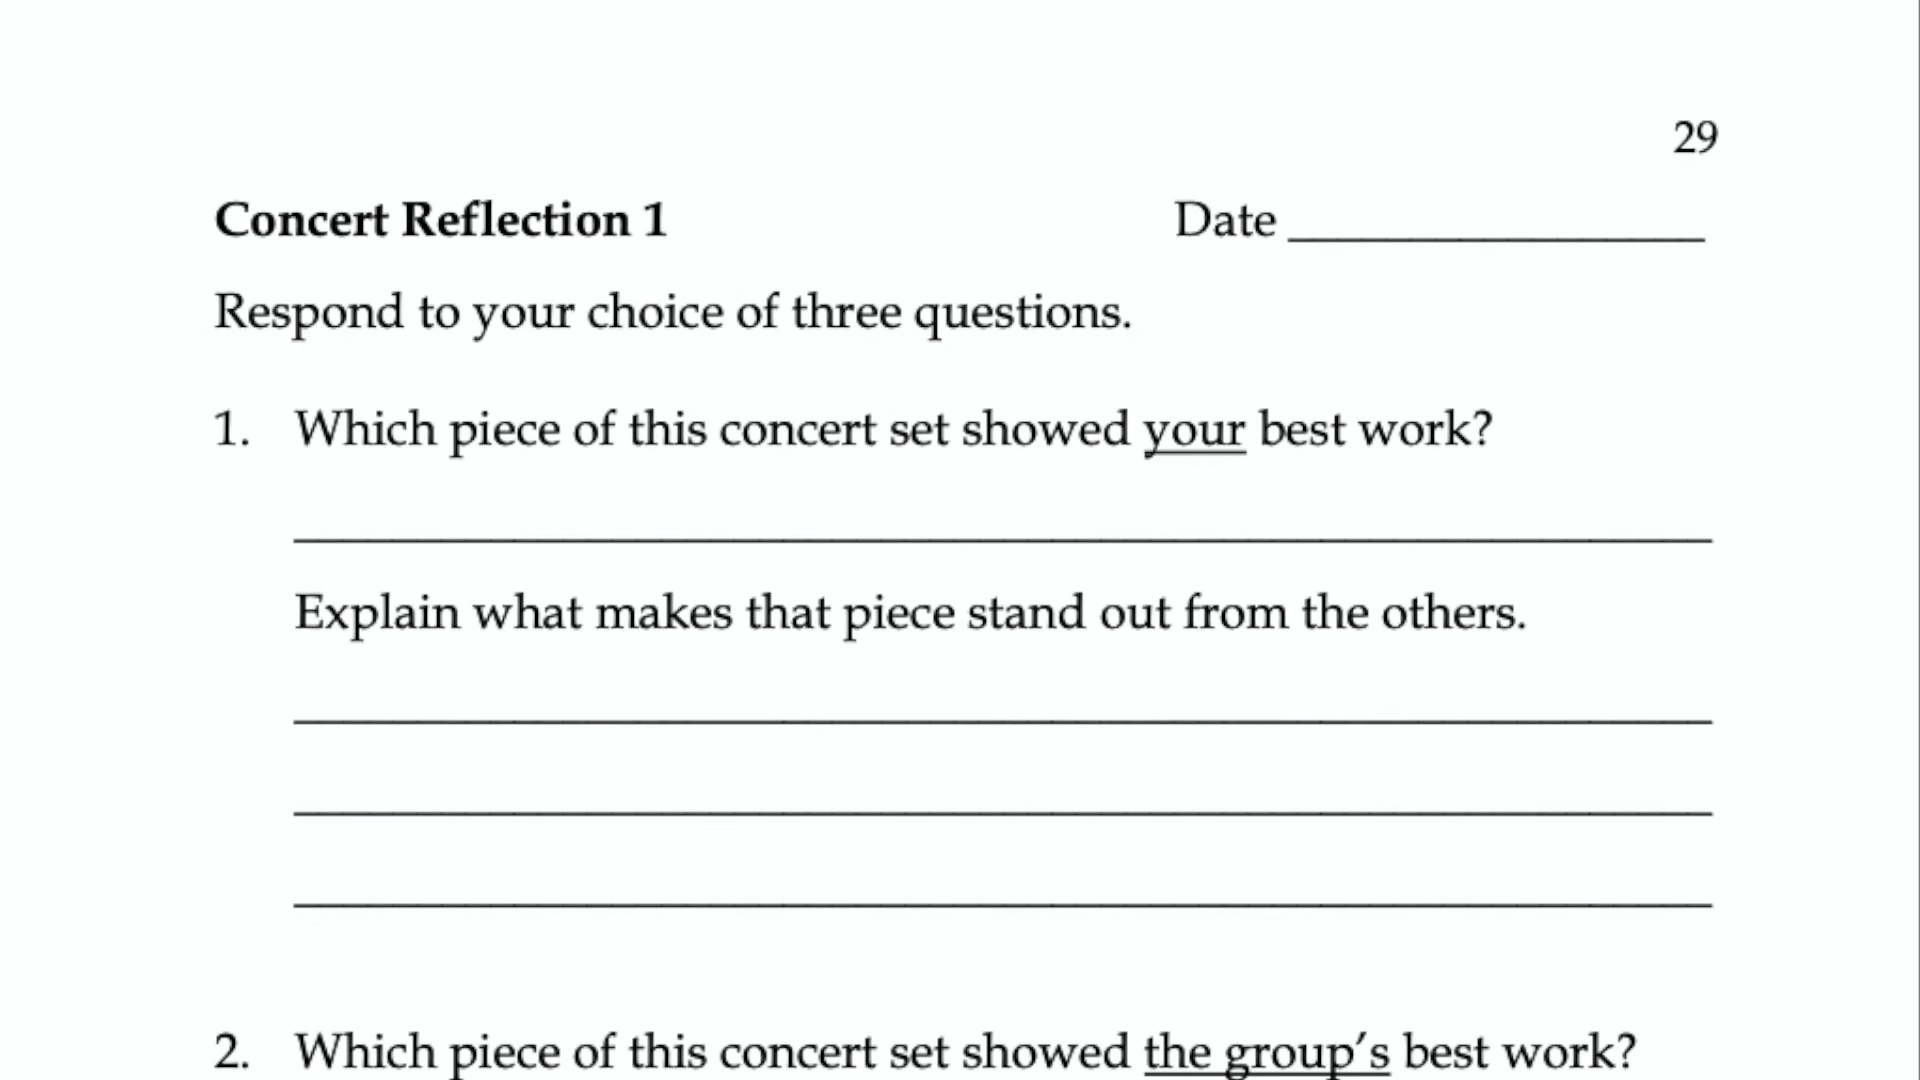 29
Concert Reflection 1 Date _________________
Respond to your choice of three questions.
1. Which piece of this concert set showed your best work?
Explain what makes that piece stand out from the others.
2. Which piece of this concert set showed the group’s best work?